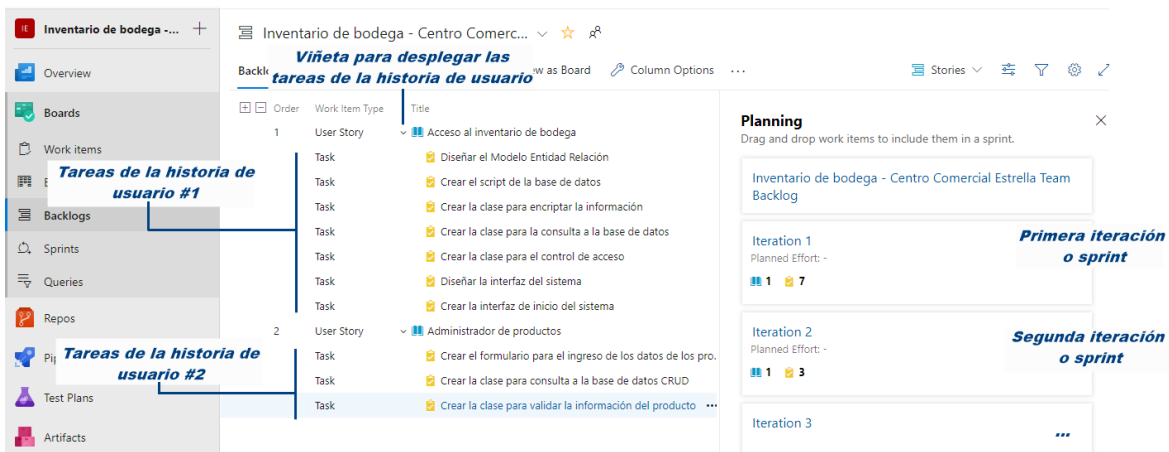 IE Inventario de bodega -... +
Overview
Boards
Work items
Backlogs
Sprints
Queries
Repos
Pip
Test Plans
Artifacts
Inventario de bodega - Centro Comerc...
Viñeta para desplegar las
tareas de la historia de usuario
Backl
ew as Board
Column Options
...
Stories
Order Work Item Type Title
1 User Story Acceso al inventario de bodega
Task Diseñar el Modelo Entidad Relación
Task Crear el script de la base de datos
Task Crear la clase para encriptar la información
Task Crear la clase para la consulta a la base de datos
Task Crear la clase para el control de acceso
Task Diseñar la interfaz del sistema
Task Crear la interfaz de inicio del sistema
2 User Story Administrador de productos
Task Crear el formulario para el ingreso de los datos de los pro.
Task Crear la clase para consulta a la base de datos CRUD
Task Crear la clase para validar la información del producto ...
Tareas de la historia de
usuario #1
Tareas de la historia de
usuario #2
Planning
Drag and drop work items to include them in a sprint.
Inventario de bodega - Centro Comercial Estrella Team
Backlog
Iteration 1
Planned Effort: -
1 7
Primera iteración
o sprint
Iteration 2
Planned Effort: -
1 3
Segunda iteración
o sprint
Iteration 3
...